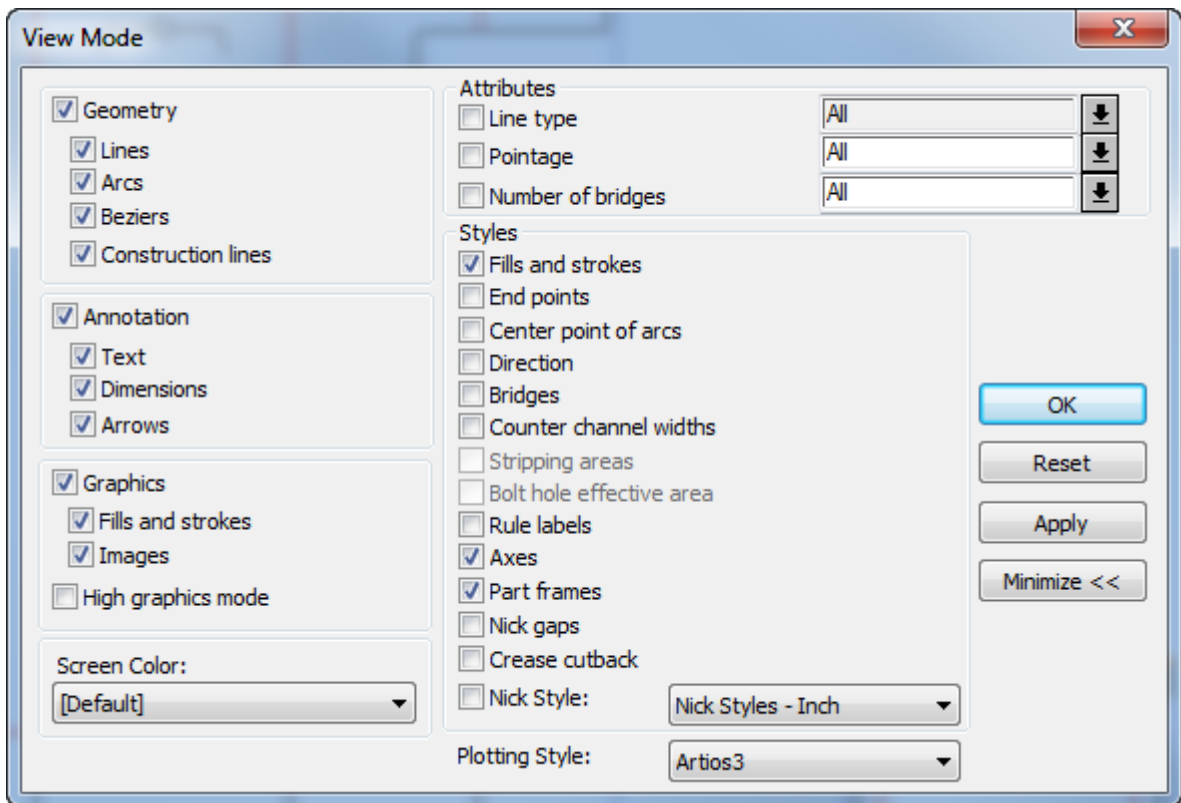 View Mode
Geometry
Lines
Arcs
Beziers
Construction lines
Annotation
Text
Dimensions
Arrows
Graphics
Fills and strokes
Images
High graphics mode
Screen Color:
[Default]
Attributes
Line type All
Pointage All
Number of bridges All
Styles
Fills and strokes
End points
Center point of arcs
Direction
Bridges
Counter channel widths
Stripping areas
Bolt hole effective area
Rule labels
Axes
Part frames
Nick gaps
Crease cutback
Nick Style: Nick Styles - Inch
Plotting Style: Artios3
OK
Reset
Apply
Minimize <<